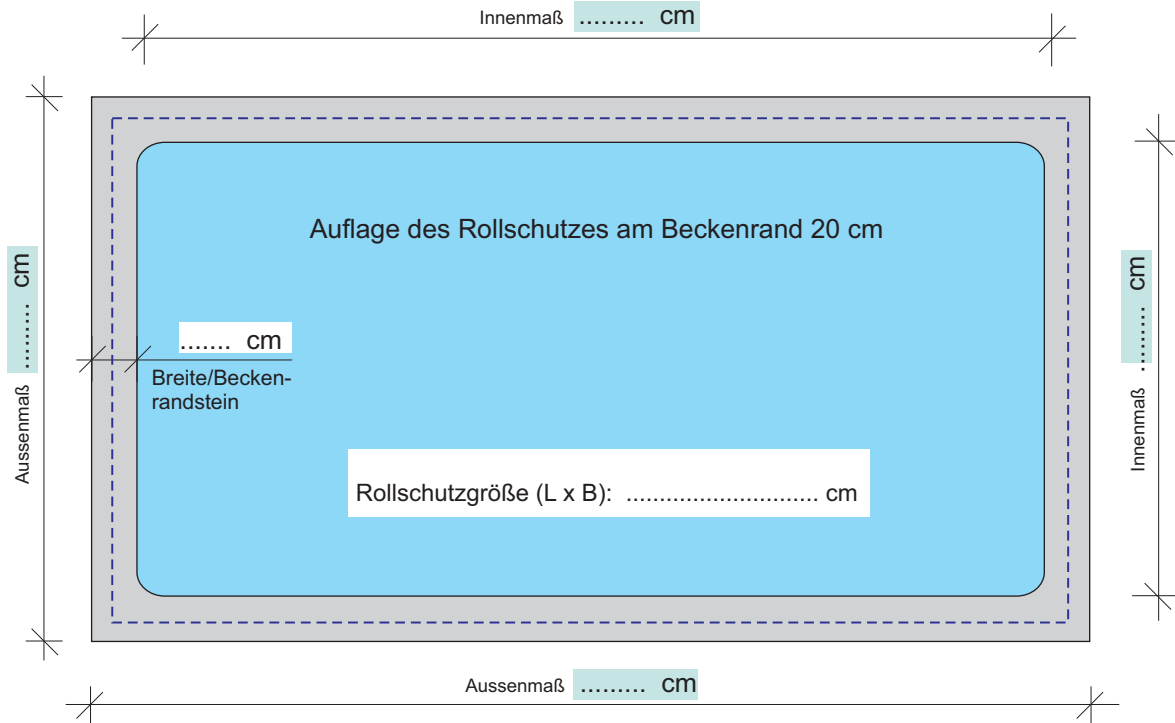 Innenmaß ......... cm
Auflage des Rollschutzes am Beckenrand 20 cm
Aussenmaß ......... cm
....... cm
Breite/Becken-
randstein
Innenmaß ......... cm
Rollschutzgröße (L x B): ............................ cm
Aussenmaß ......... cm